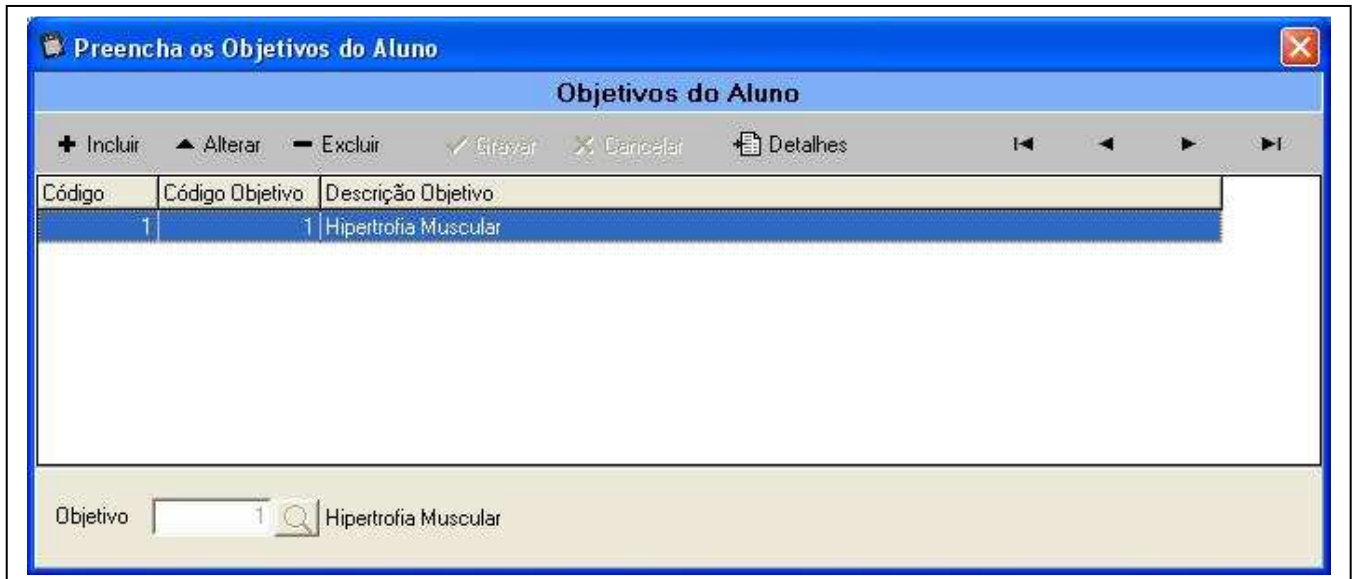 Preencha os Objetivos do Aluno
Objetivos do Aluno
Incluir Alterar Excluir Gravar Cancelar Detalhes
Código Código Objetivo Descrição Objetivo
1 1 Hipertrofia Muscular
Objetivo 1 Hipertrofia Muscular